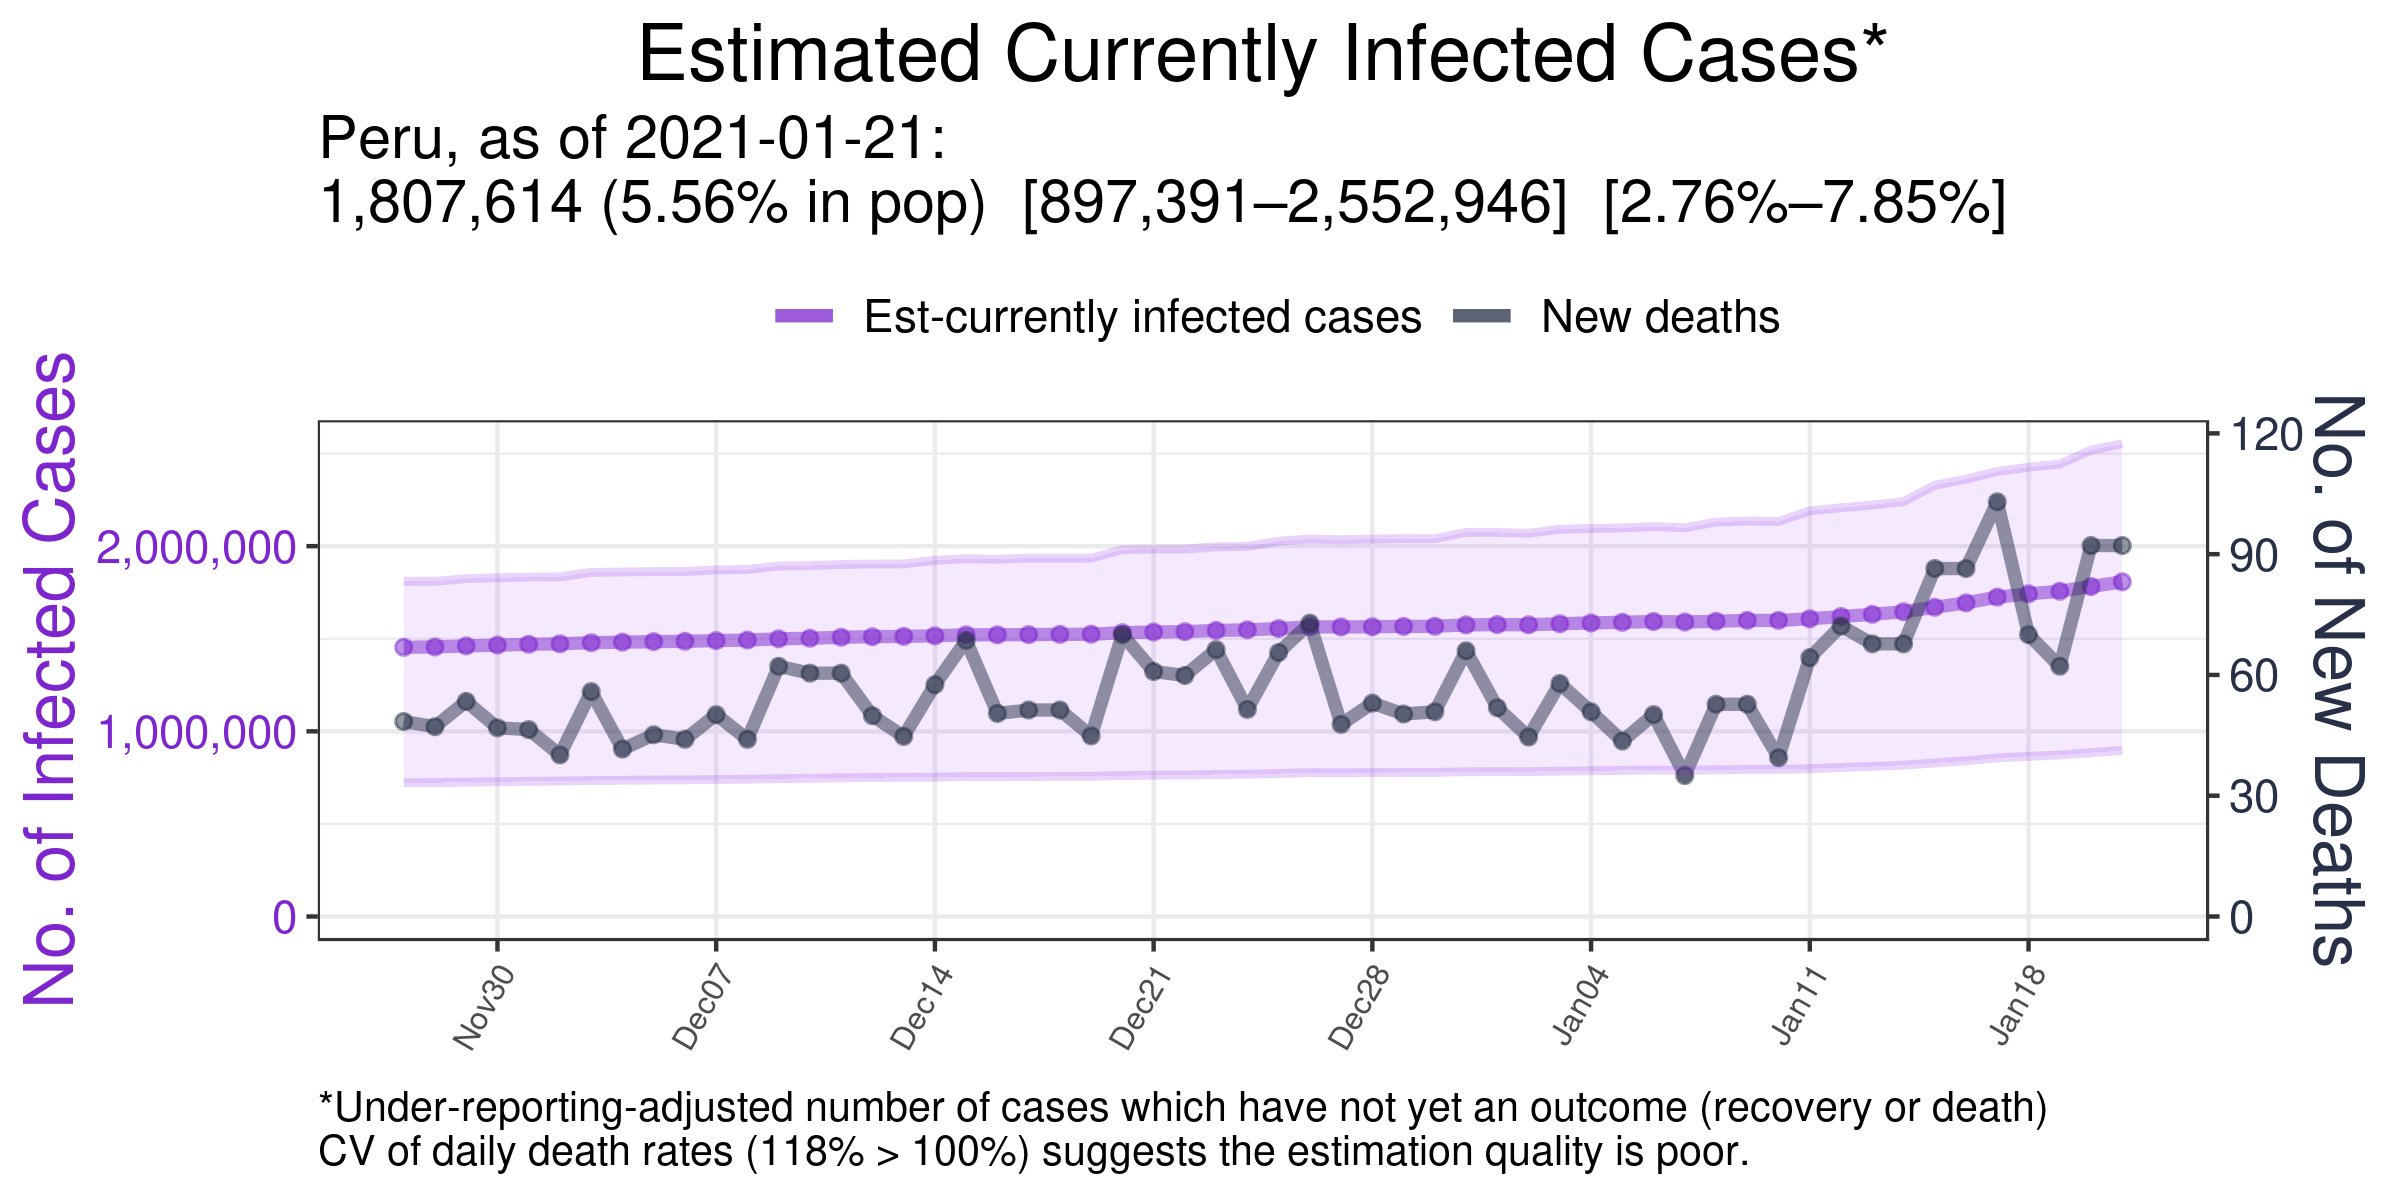 Estimated Currently Infected Cases*
Peru, as of 2021-01-21:
1,807,614 (5.56% in pop)  [897,391–2,552,946]  [2.76%–7.85%]
Est-currently infected cases
New deaths
No. of Infected Cases
2,000,000
1,000,000
0
120
90
60
30
0
No. of New Deaths
Nov30
Dec07
Dec14
Dec21
Dec28
Jan04
Jan11
Jan18
*Under-reporting-adjusted number of cases which have not yet an outcome (recovery or death)
CV of daily death rates (118% > 100%) suggests the estimation quality is poor.